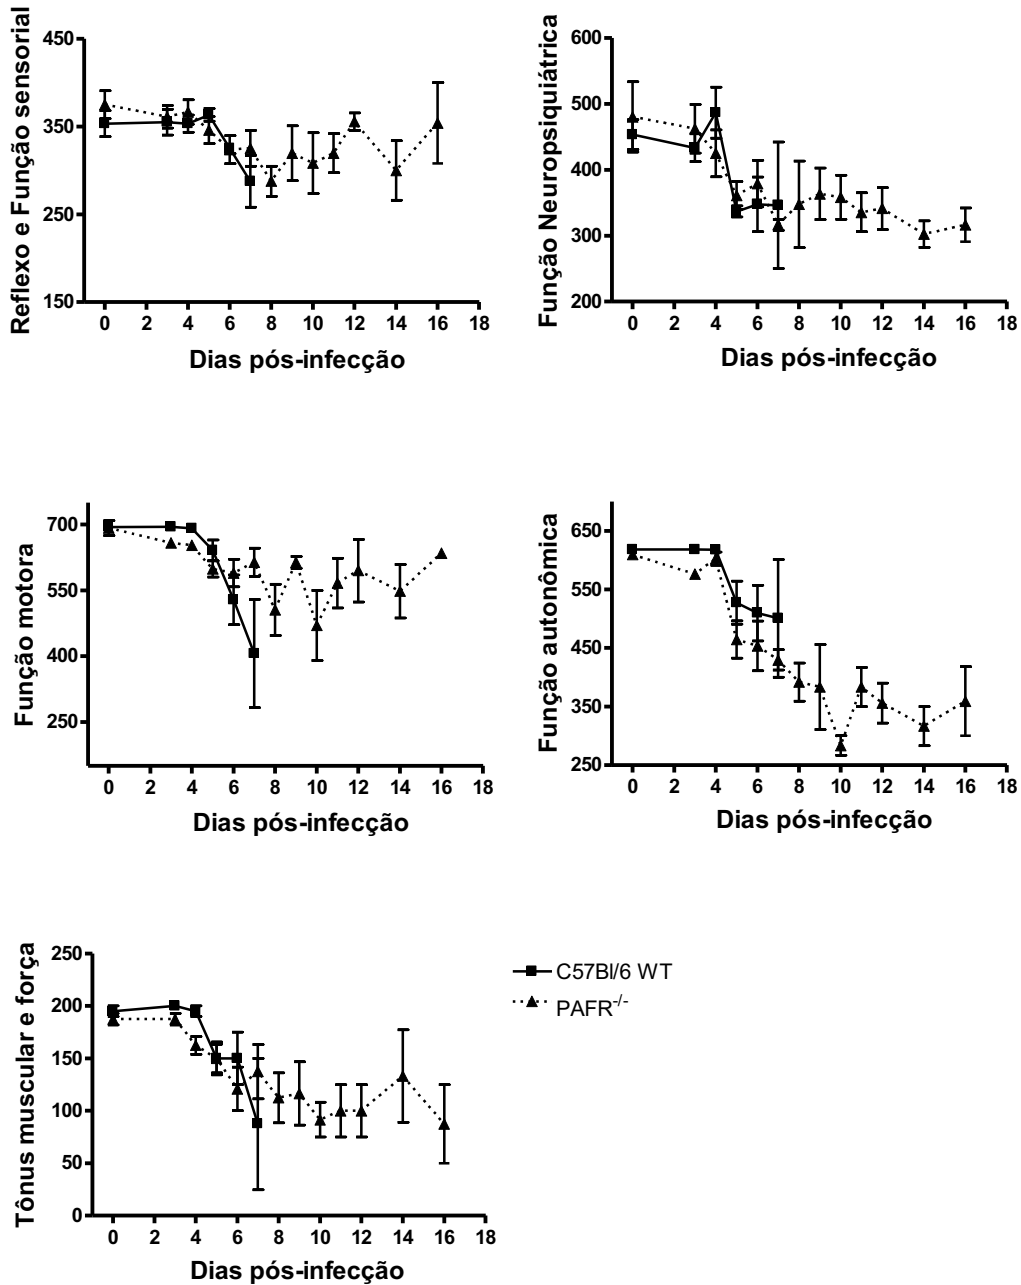 Reflexo e Função sensorial
450
350
250
150
0 2 4 6 8 10 12 14 16 18
Dias pós-infecção
Função Neuropsiquiátrica
600
500
400
300
200
0 2 4 6 8 10 12 14 16 18
Dias pós-infecção
Função motora
700
550
400
250
0 2 4 6 8 10 12 14 16 18
Dias pós-infecção
Função autonômica
650
550
450
350
250
0 2 4 6 8 10 12 14 16 18
Dias pós-infecção
Tônus muscular e força
250
200
150
100
50
0
0 2 4 6 8 10 12 14 16 18
Dias pós-infecção
C57Bl/6 WT
PAFR-/-